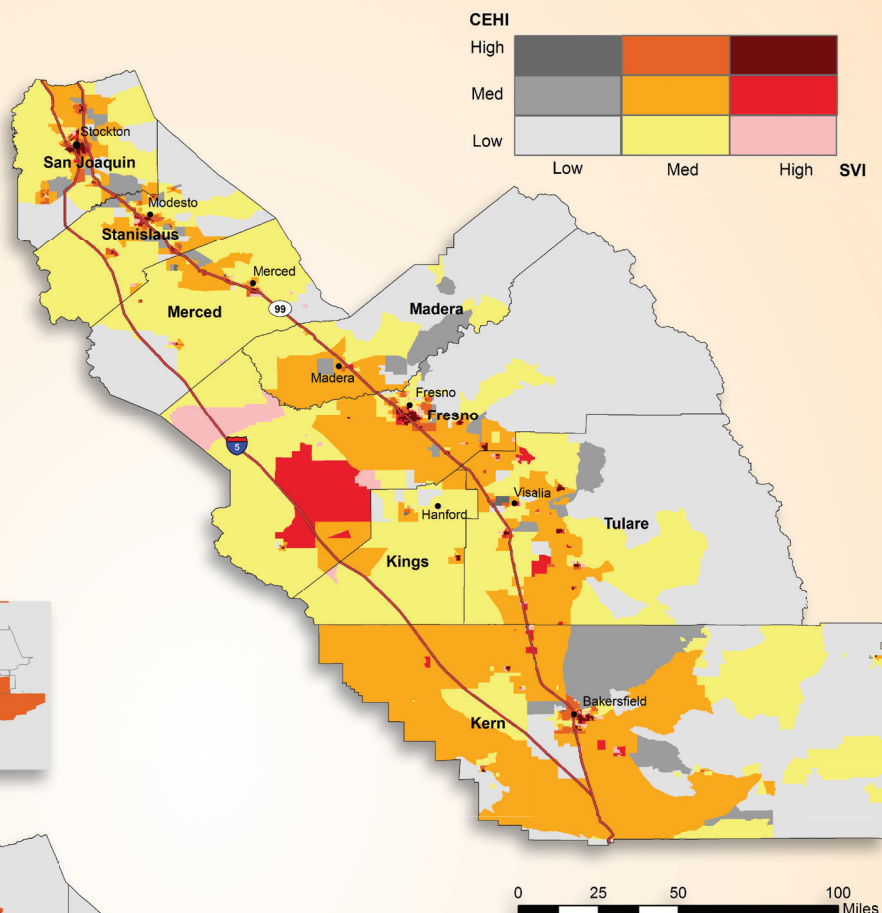 CEHI
High
Med
Low
Low Med High SVI
Stockton
San Joaquin
Modesto
Stanislaus
Merced
Merced
99
Madera
Madera
Fresno
Fresno
5
Visalia
Hanford
Tulare
Kings
Bakersfield
Kern
0 25 50 100
Miles